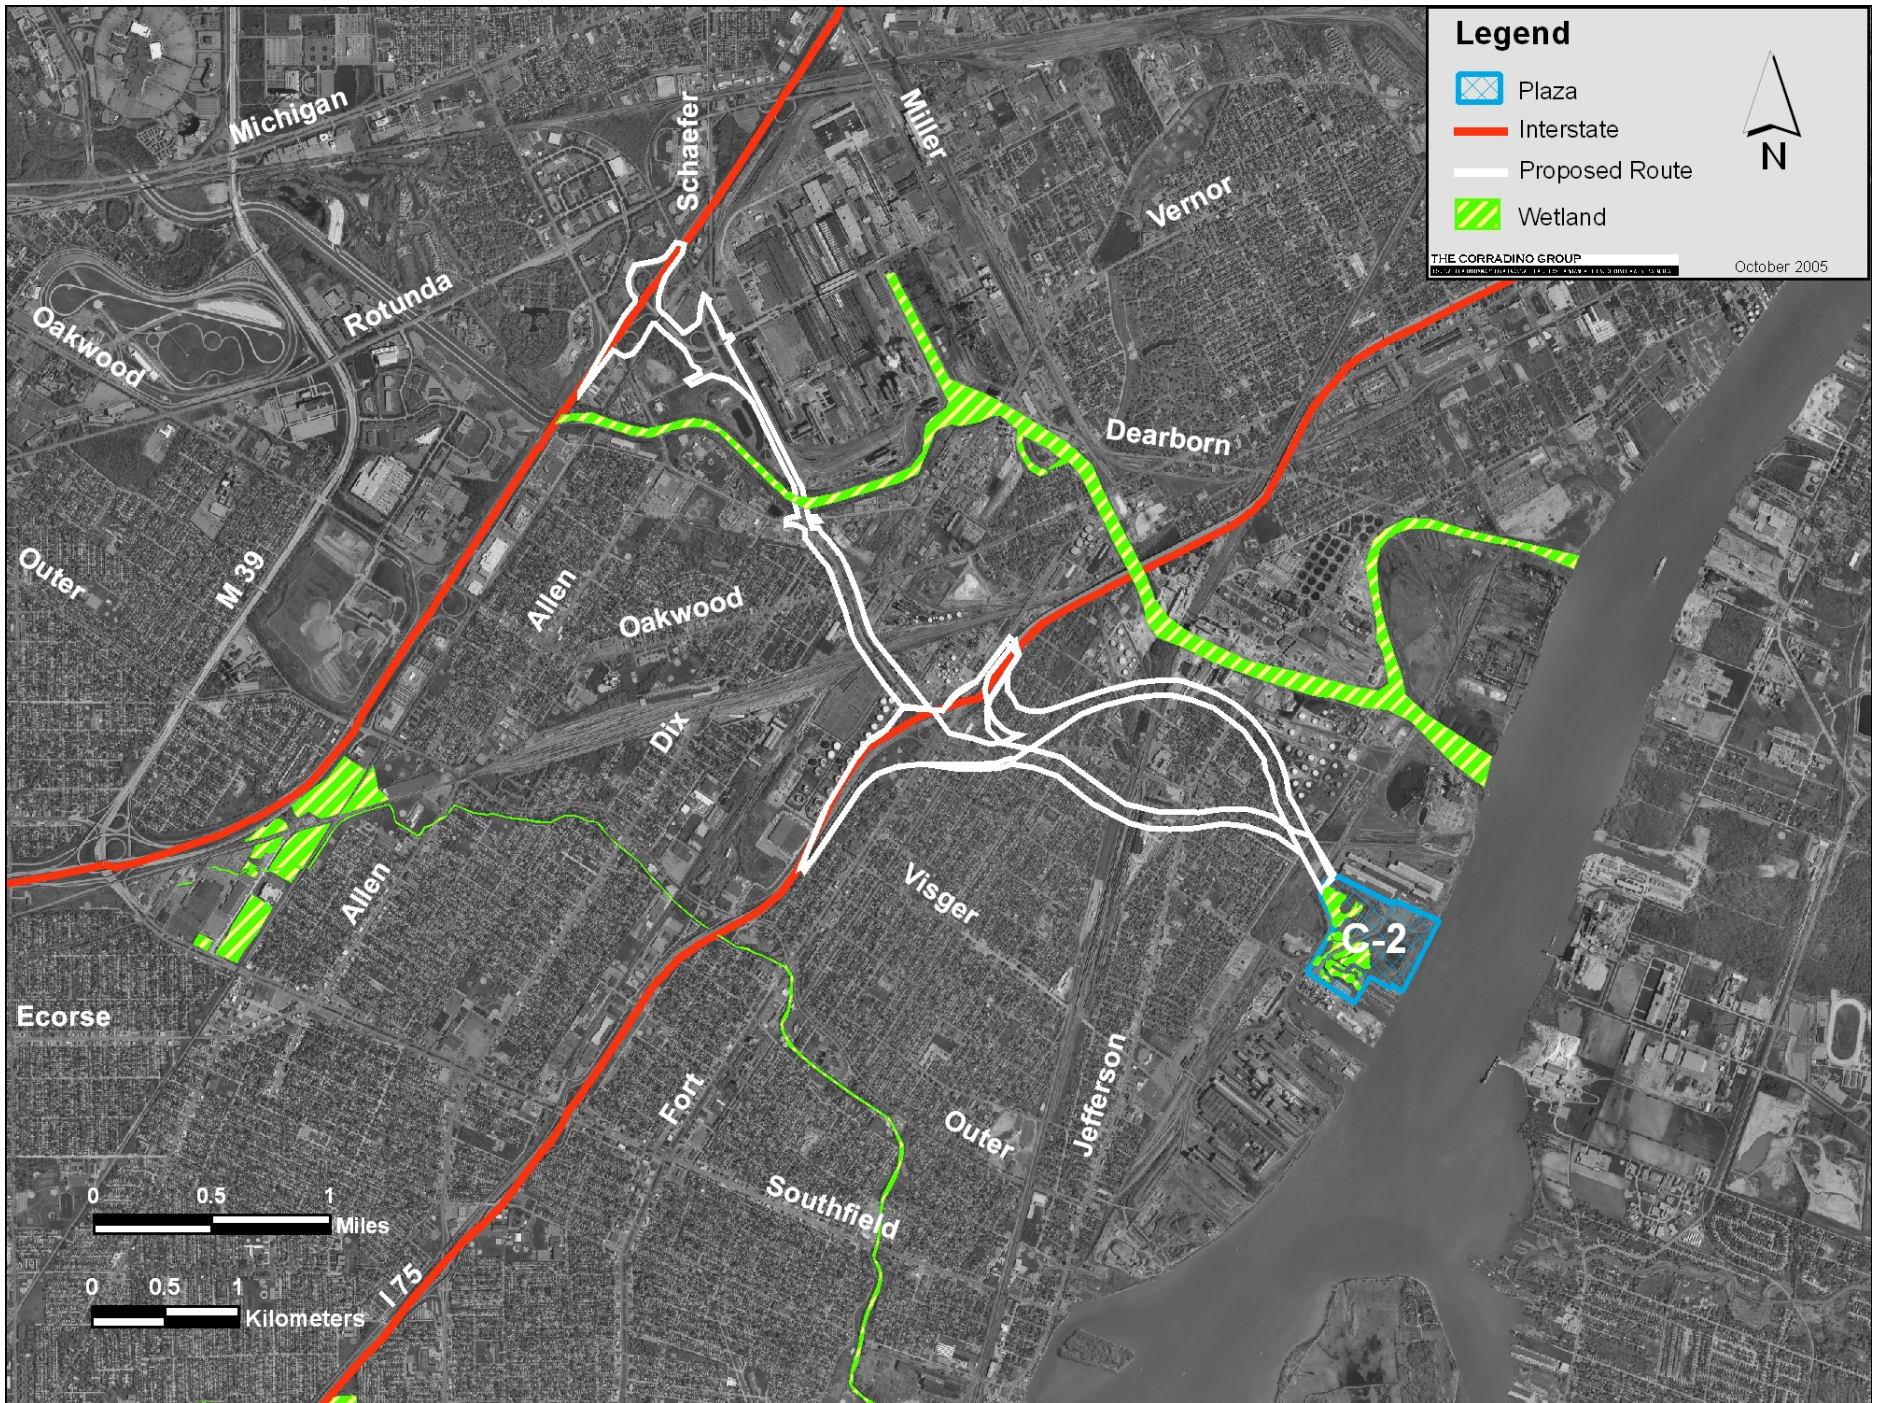 Legend
Plaza
Interstate
Proposed Route
Wetland
N
THE CORRADINO GROUP
October 2005
Michigan
Schaefer
Miller
Vernor
Rotunda
Oakwood
Dearborn
Outer
M 39
Allen
Oakwood
Dix
Allen
Visger
C-2
Ecorse
Fort
Jefferson
Outer
Southfield
0 0.5 1
Miles
0 0.5 1
Kilometers
I 75